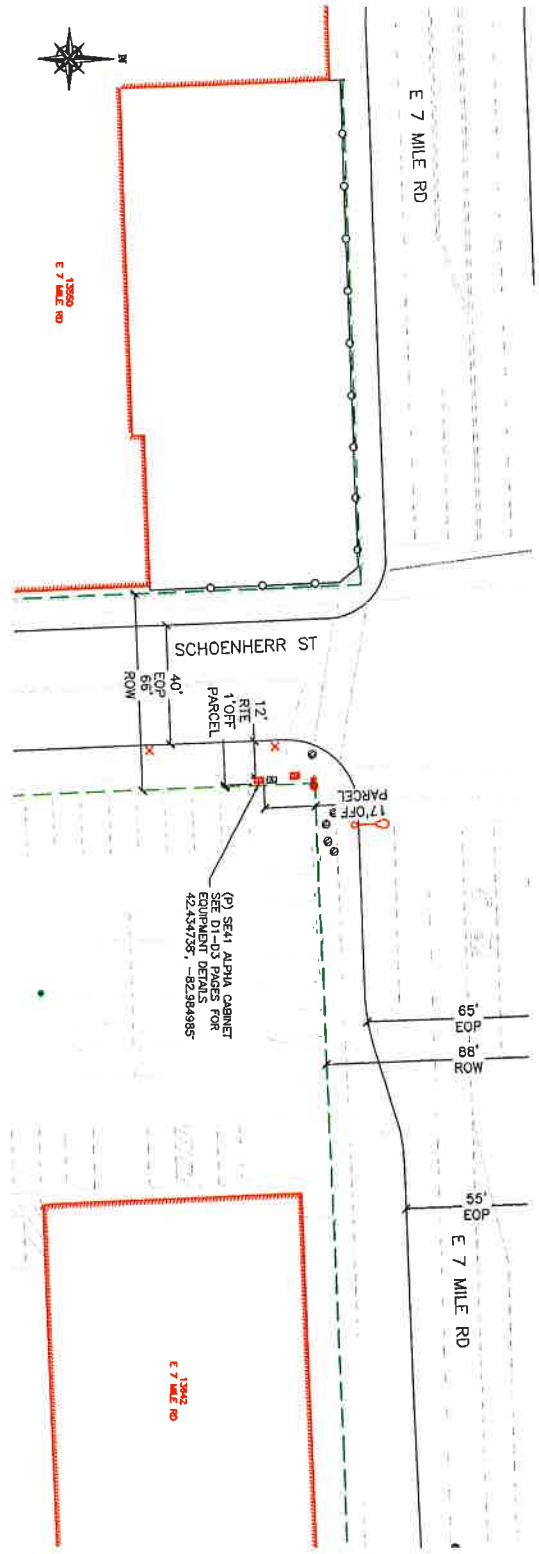 N
E 7 MILE RD
13550
E 7 MILE RD
SCHOENHERR ST
40'
EOP
66'
ROW
12'
RTE
1' OFF
PARCEL
17' OFF
PARCEL
(P) SE41 ALPHA CABINET
SEE D1-D3 PAGES FOR
EQUIPMENT DETAILS
42.434738°, -82.984985°
65'
EOP
88'
ROW
55'
EOP
E 7 MILE RD
13642
E 7 MILE RD